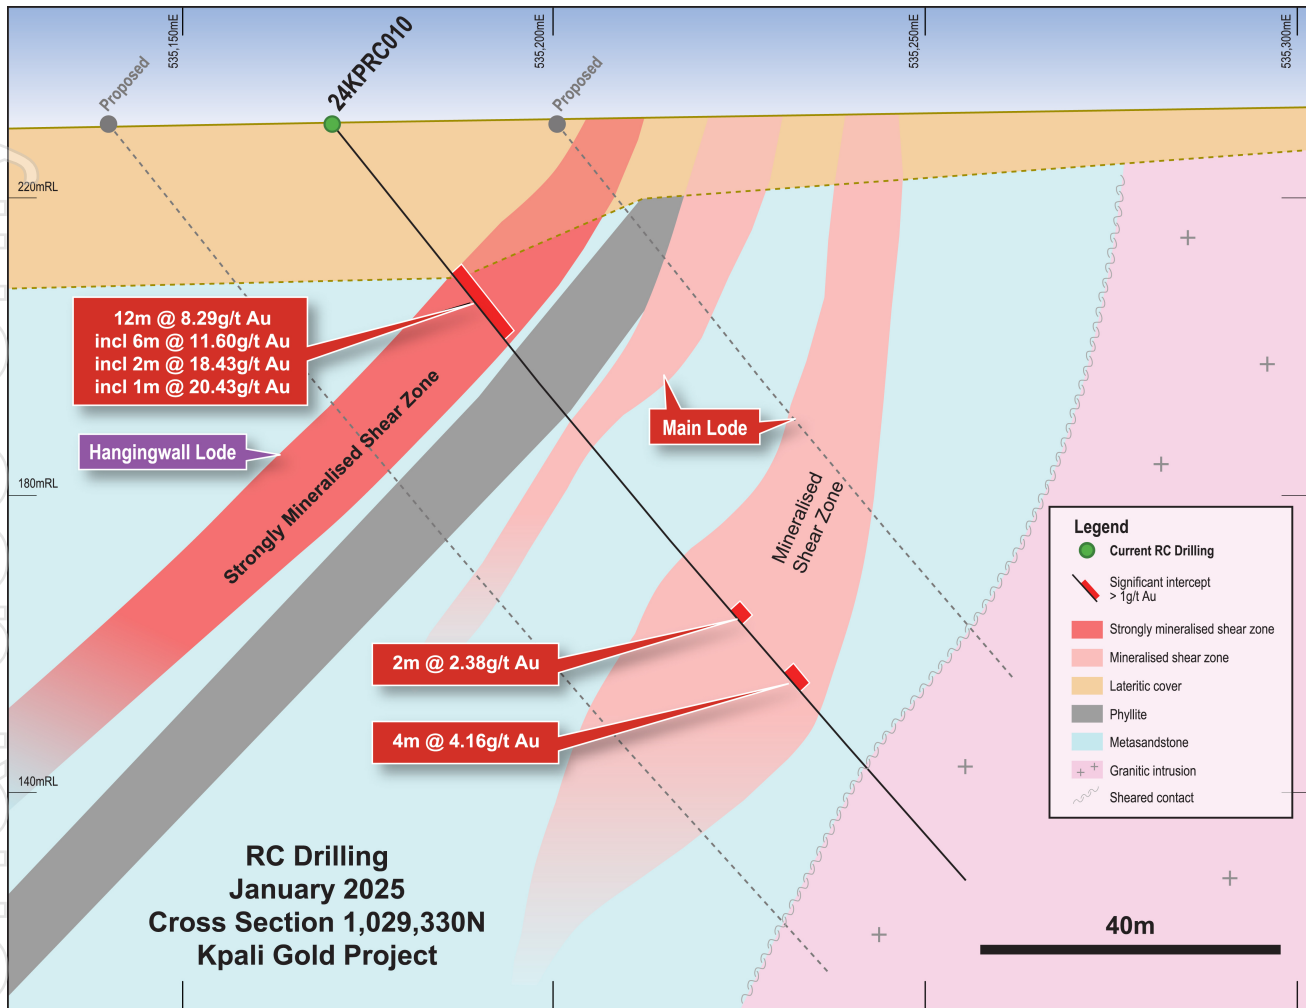 535,150mE
535,200mE
535,250mE
535,300mE
Proposed
24KPRC010
Proposed
220mRL
180mRL
140mRL
12m @ 8.29g/t Au
incl 6m @ 11.60g/t Au
incl 2m @ 18.43g/t Au
incl 1m @ 20.43g/t Au
Hangingwall Lode
Strongly Mineralised Shear Zone
Main Lode
Mineralised
Shear Zone
2m @ 2.38g/t Au
4m @ 4.16g/t Au
Legend
Current RC Drilling
Significant intercept
> 1g/t Au
Strongly mineralised shear zone
Mineralised shear zone
Lateritic cover
Phyllite
Metasandstone
Granitic intrusion
Sheared contact
RC Drilling
January 2025
Cross Section 1,029,330N
Kpali Gold Project
40m